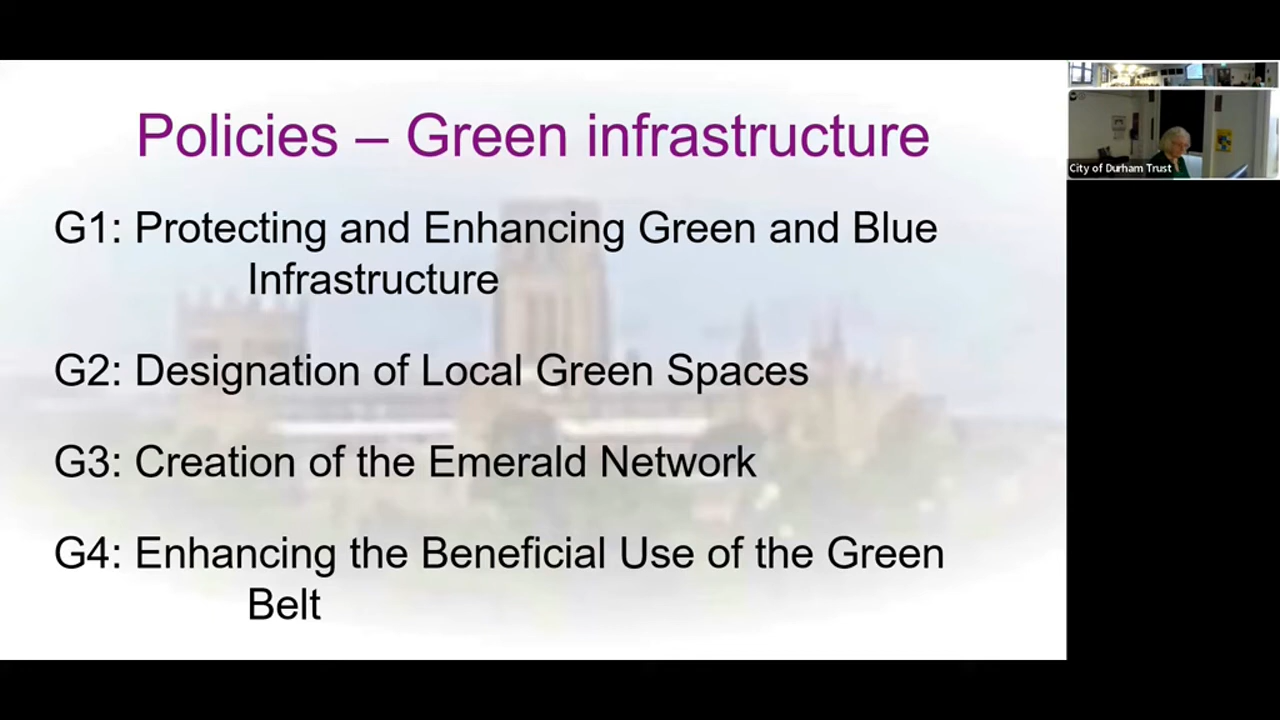 Policies – Green infrastructure
G1: Protecting and Enhancing Green and Blue
Infrastructure
G2: Designation of Local Green Spaces
G3: Creation of the Emerald Network
G4: Enhancing the Beneficial Use of the Green
Belt
City of Durham Trust